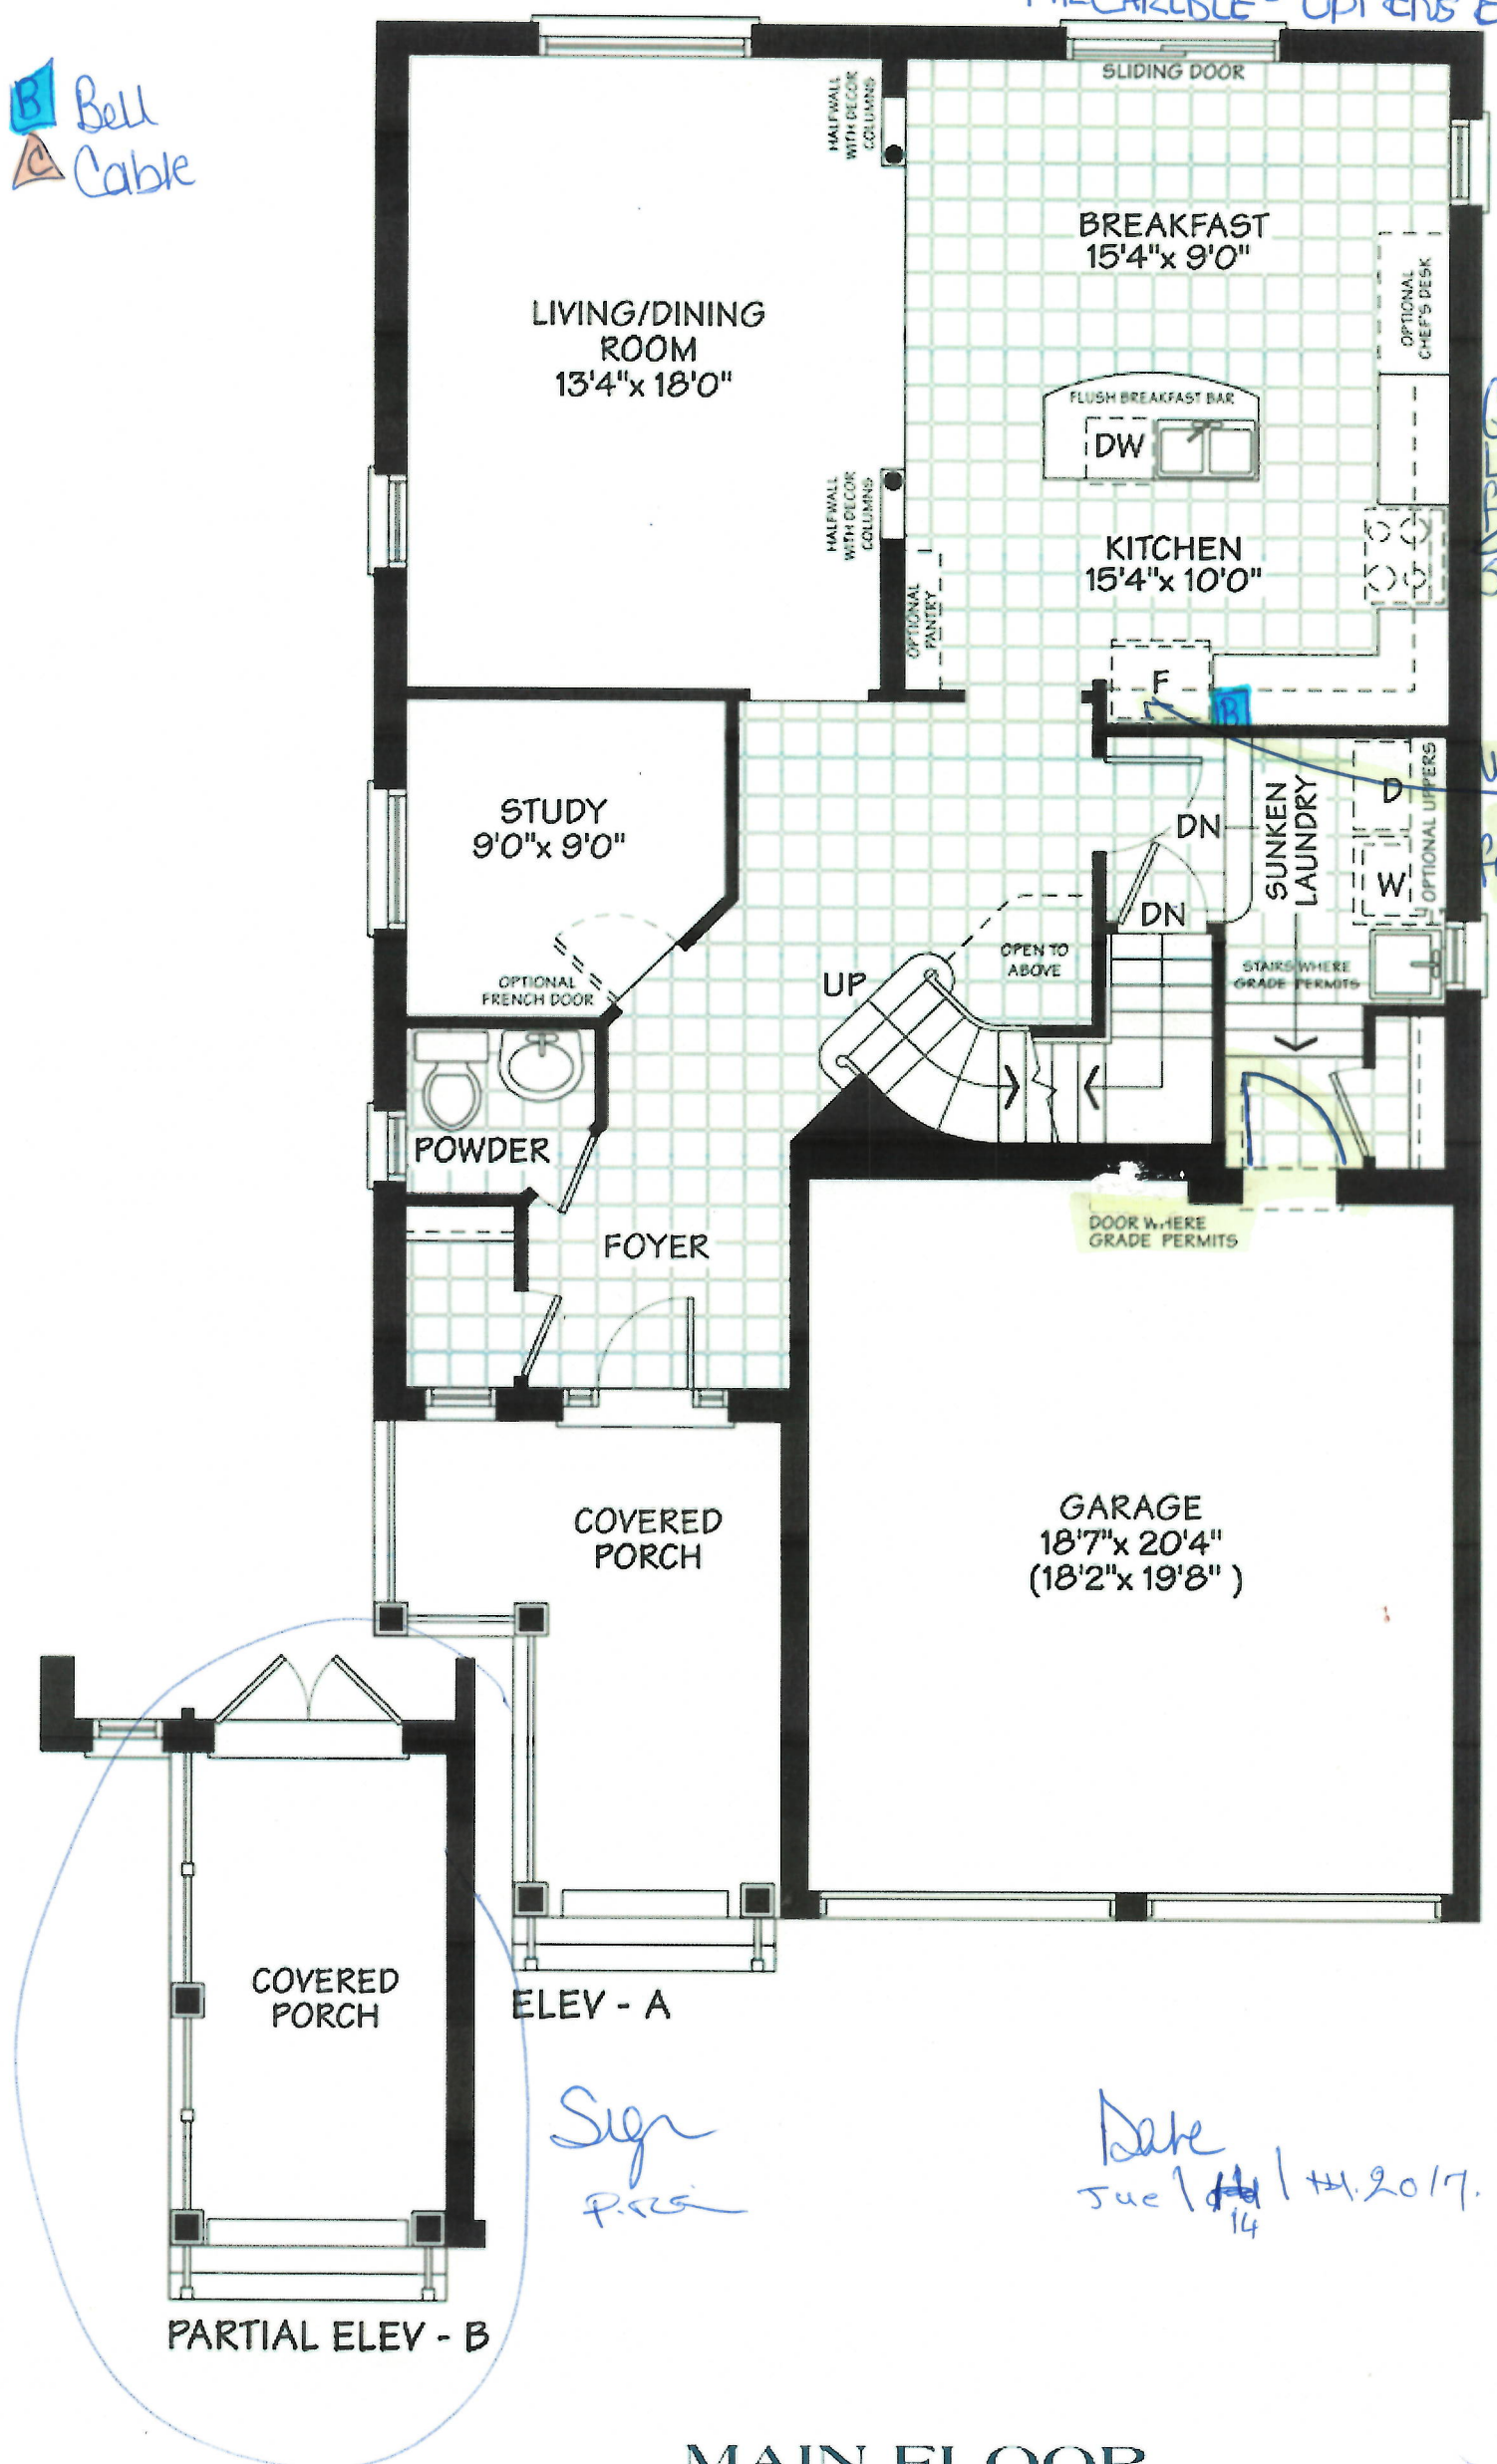 B Bell
C Cable
SLIDING DOOR
HALFWALL
WITH DECOR
COLUMNS
BREAKFAST
15'4"x 9'0"
OPTIONAL
CHEF'S DESK
LIVING/DINING
ROOM
13'4"x 18'0"
FLUSH BREAKFAST BAR
DW
HALFWALL
WITH DECOR
COLUMNS
KITCHEN
15'4"x 10'0"
OPTIONAL
PANTRY
F
B
STUDY
9'0"x 9'0"
DN
SUNKEN
LAUNDRY
D
OPTIONAL UPPERS
W
DN
OPTIONAL
FRENCH DOOR
UP
OPEN TO
ABOVE
STAIRS WHERE
GRADE PERMITS
POWDER
DOOR WHERE
GRADE PERMITS
FOYER
COVERED
PORCH
GARAGE
18'7"x 20'4"
(18'2"x 19'8" )
COVERED
PORCH
ELEV - A
Sign
Date
14
2017.
PARTIAL ELEV - B
MAIN FLOOR